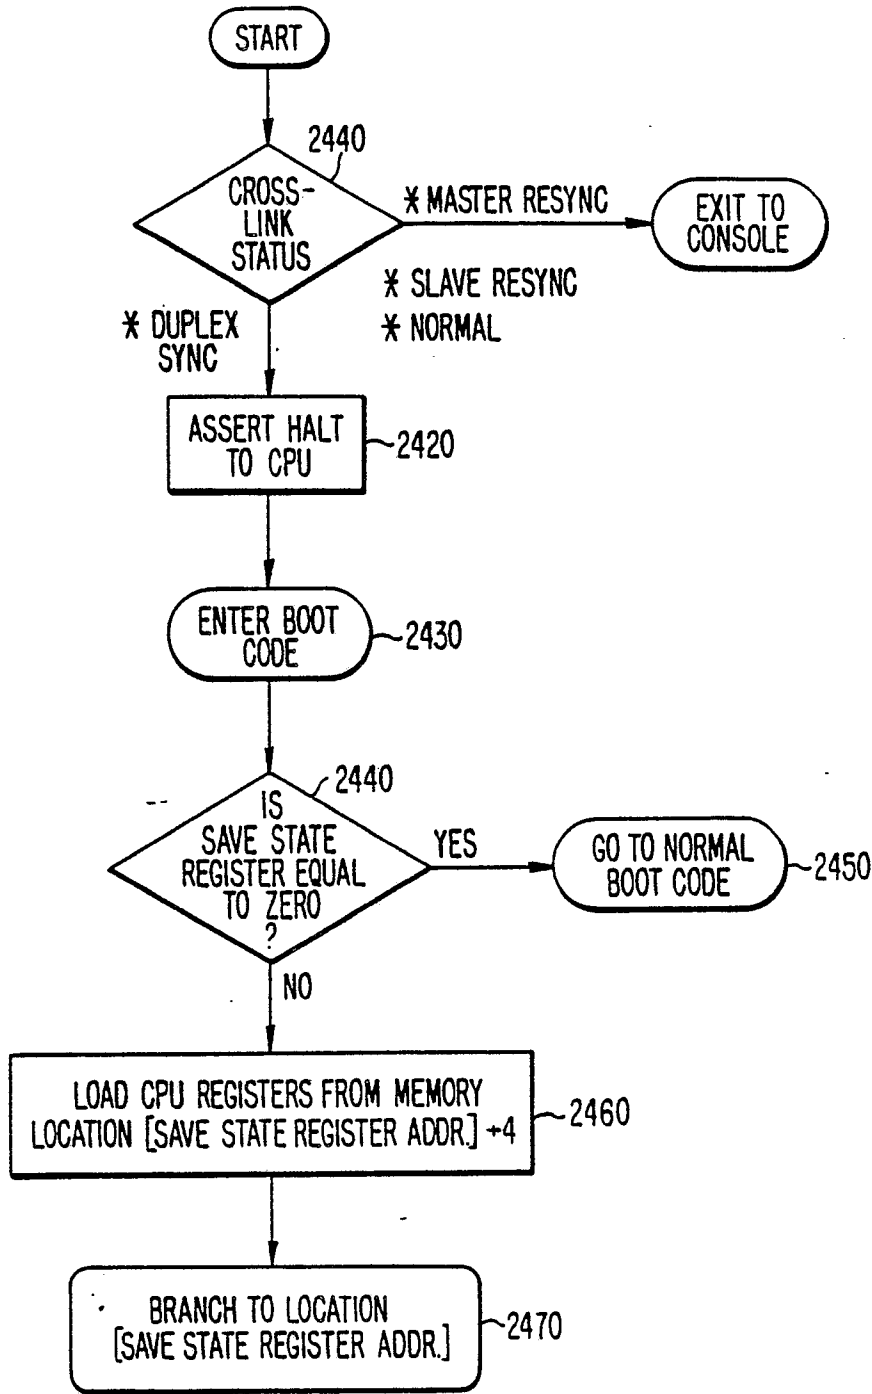 START
2440
CROSS-
LINK
STATUS
* MASTER RESYNC
EXIT TO
CONSOLE
* SLAVE RESYNC
* NORMAL
* DUPLEX
SYNC
ASSERT HALT
TO CPU
2420
ENTER BOOT
CODE
2430
2440
IS
SAVE STATE
REGISTER EQUAL
TO ZERO
?
YES
GO TO NORMAL
BOOT CODE
2450
NO
LOAD CPU REGISTERS FROM MEMORY
LOCATION [SAVE STATE REGISTER ADDR.] +4
2460
BRANCH TO LOCATION
[SAVE STATE REGISTER ADDR.]
2470